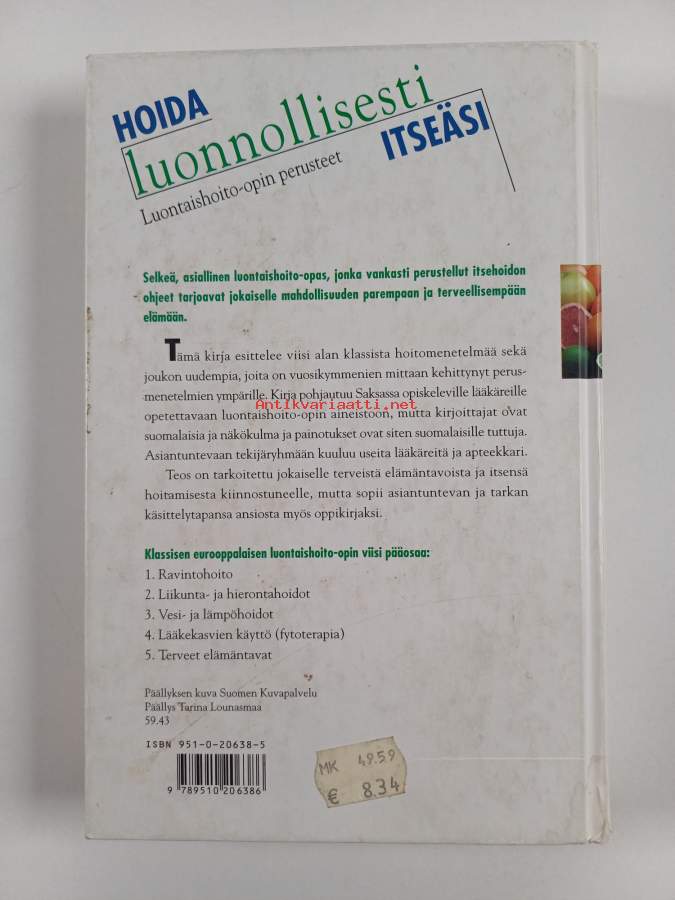 HOIDA
luonnollisesti
ITSEÄSI
Luontaishoito-opin perusteet
Selkeä, asiallinen luontaishoito-opas, jonka vankasti perustellut itsehoidon
ohjeet tarjoavat jokaiselle mahdollisuuden parempaan ja terveellisempään
elämään.
Tämä kirja esittelee viisi alan klassista hoitomenetelmää sekä
joukon uudempia, joita on vuosikymmenien mittaan kehittynyt perus-
menetelmien ympärille. Kirja pohjautuu Saksassa opiskeleville lääkäreille
opetettavaan luontaishoito-opin aineistoon, mutta kirjoittajat ovat
suomalaisia ja näkökulma ja painotukset ovat siten suomalaisille tuttuja.
Asiantuntevaan tekijäryhmään kuuluu useita lääkäreitä ja apteekkari.
Teos on tarkoitettu jokaiselle terveistä elämäntavoista ja itsensä
hoitamisesta kiinnostuneelle, mutta sopii asiantuntevan ja tarkan
käsittelytapansa ansiosta myös oppikirjaksi.
Klassisen eurooppalaisen luontaishoito-opin viisi pääosaa:
1. Ravintohoito
2. Liikunta- ja hierontahoidot
3. Vesi- ja lämpöhoidot
4. Lääkekasvien käyttö (fytoterapia)
5. Terveet elämäntavat
Päällyksen kuva Suomen Kuvapalvelu
Päällys Tarina Lounasmaa
59.43
ISBN 951-0-20638-5
9 789510 206386
MK 49.59
€ 8.34
Antikvariaatti.net